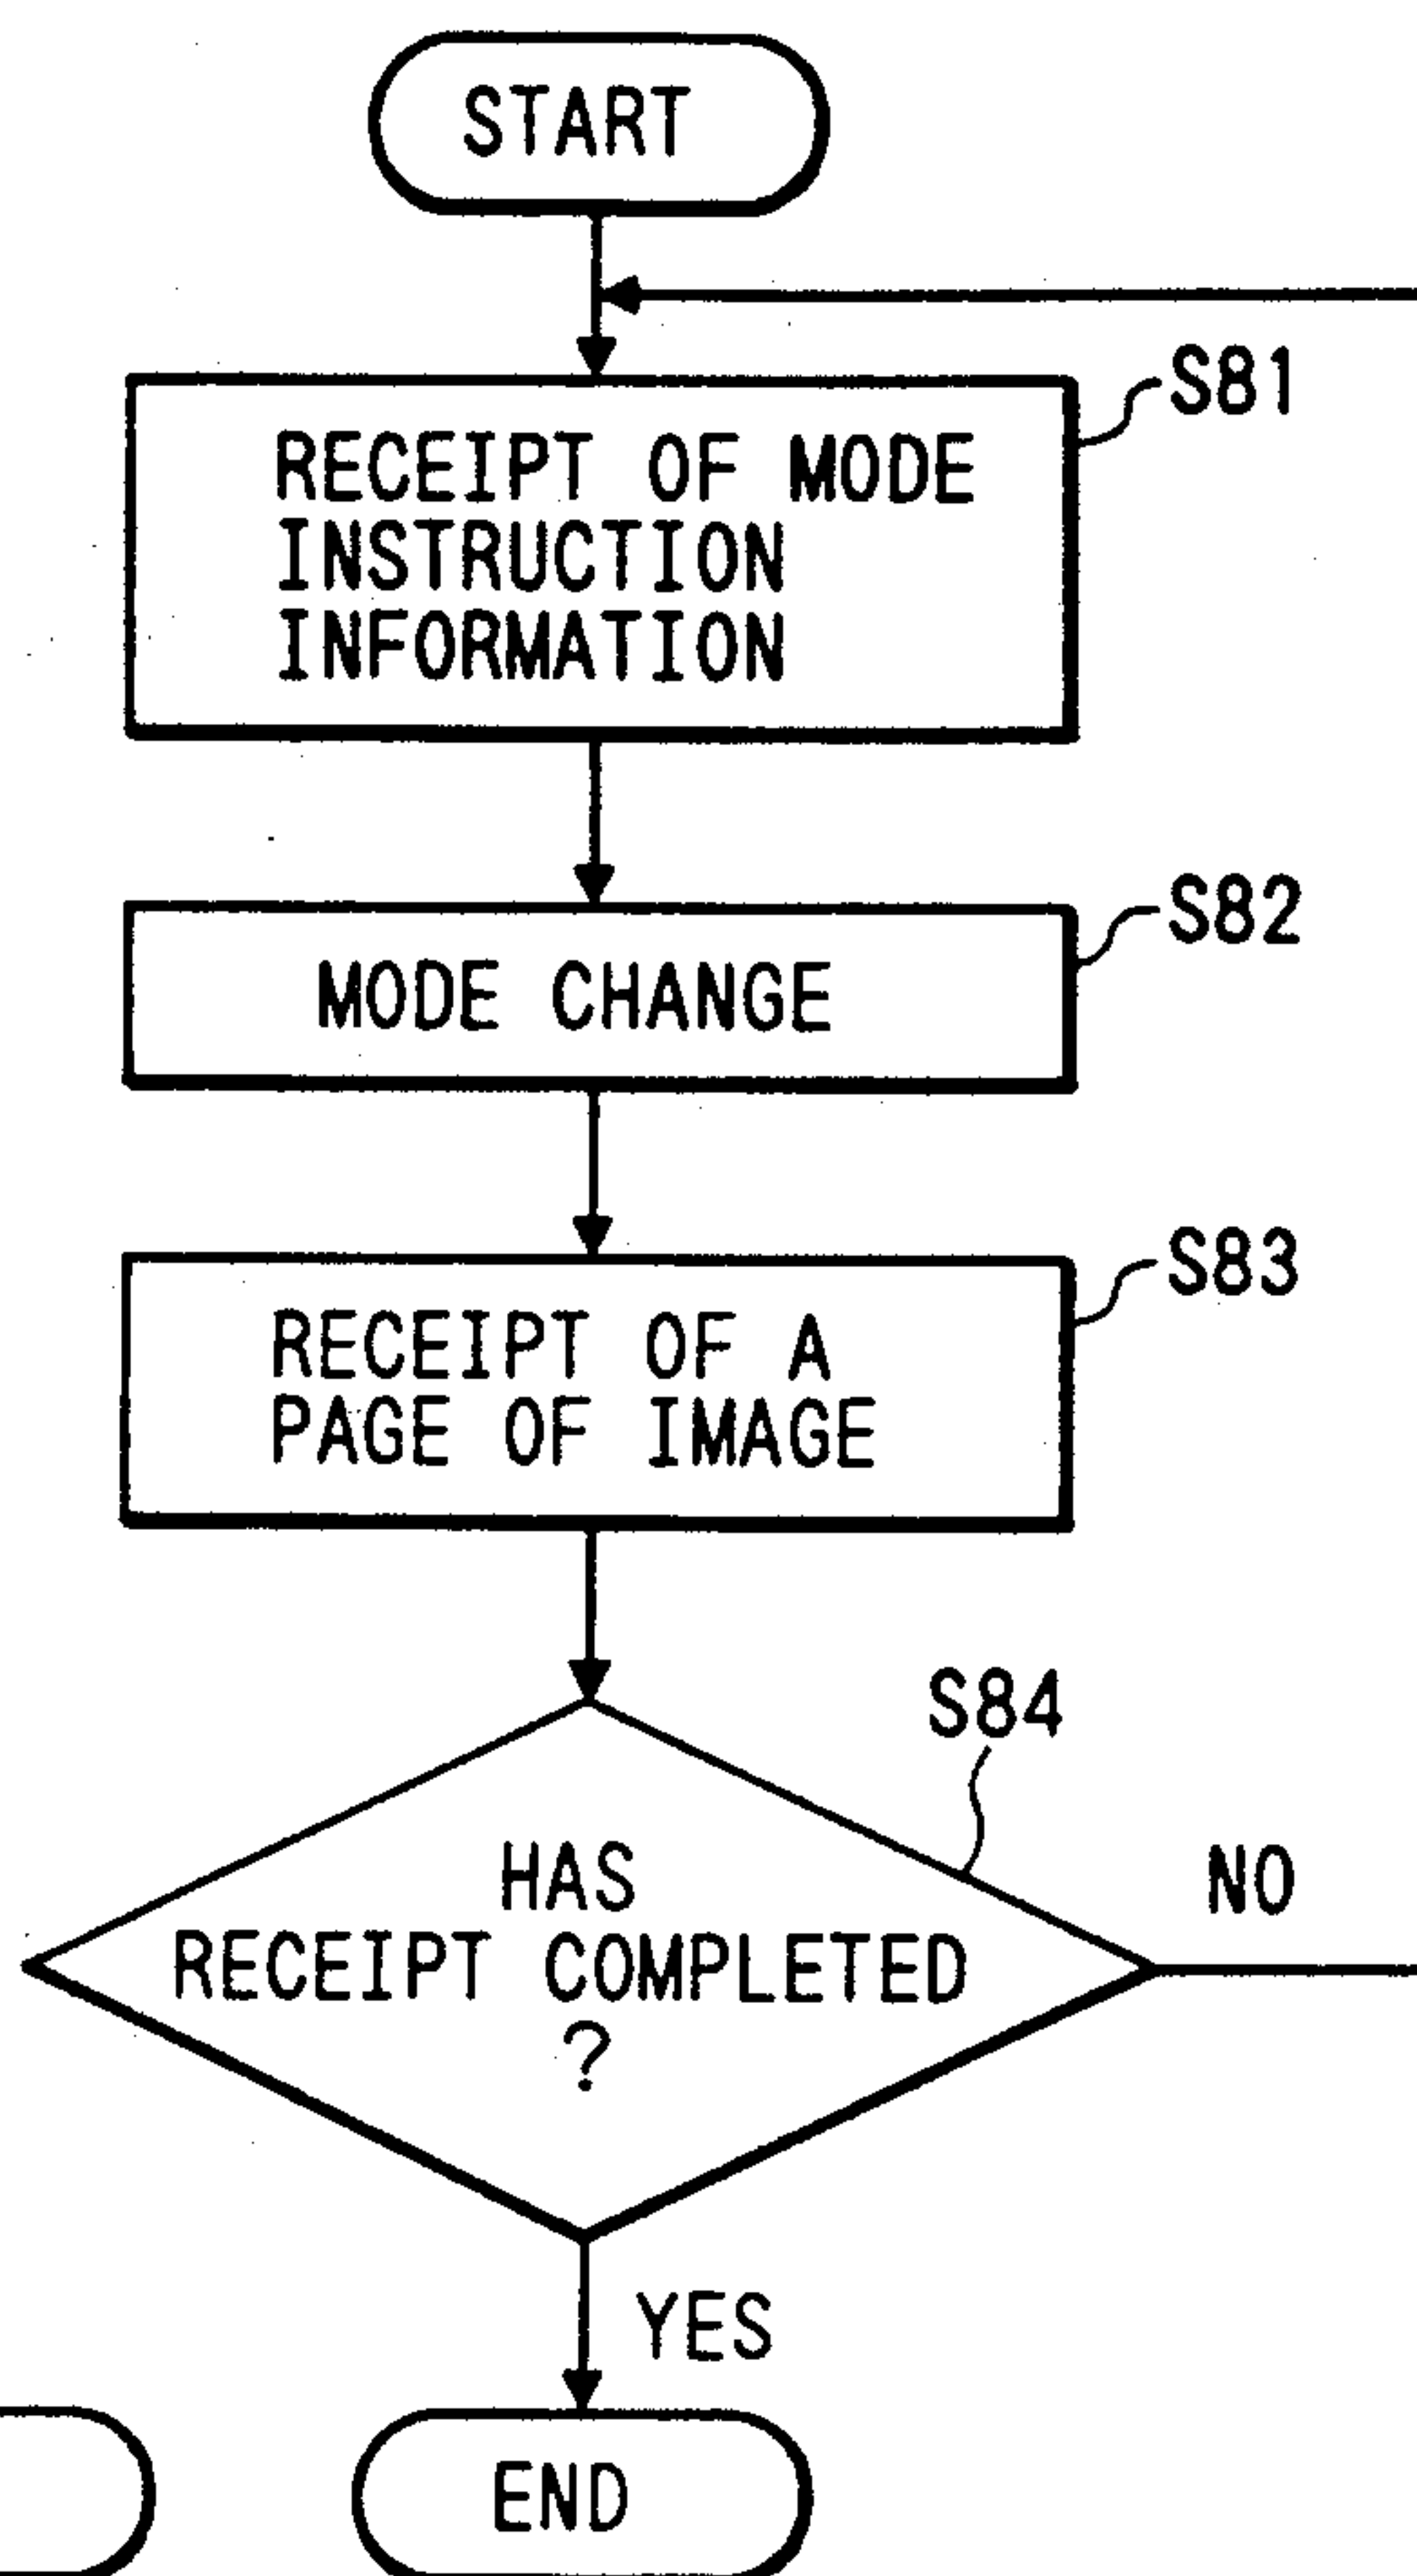 START
S81
RECEIPT OF MODE
INSTRUCTION
INFORMATION
S82
MODE CHANGE
S83
RECEIPT OF A
PAGE OF IMAGE
S84
HAS
RECEIPT COMPLETED
?
NO
YES
END